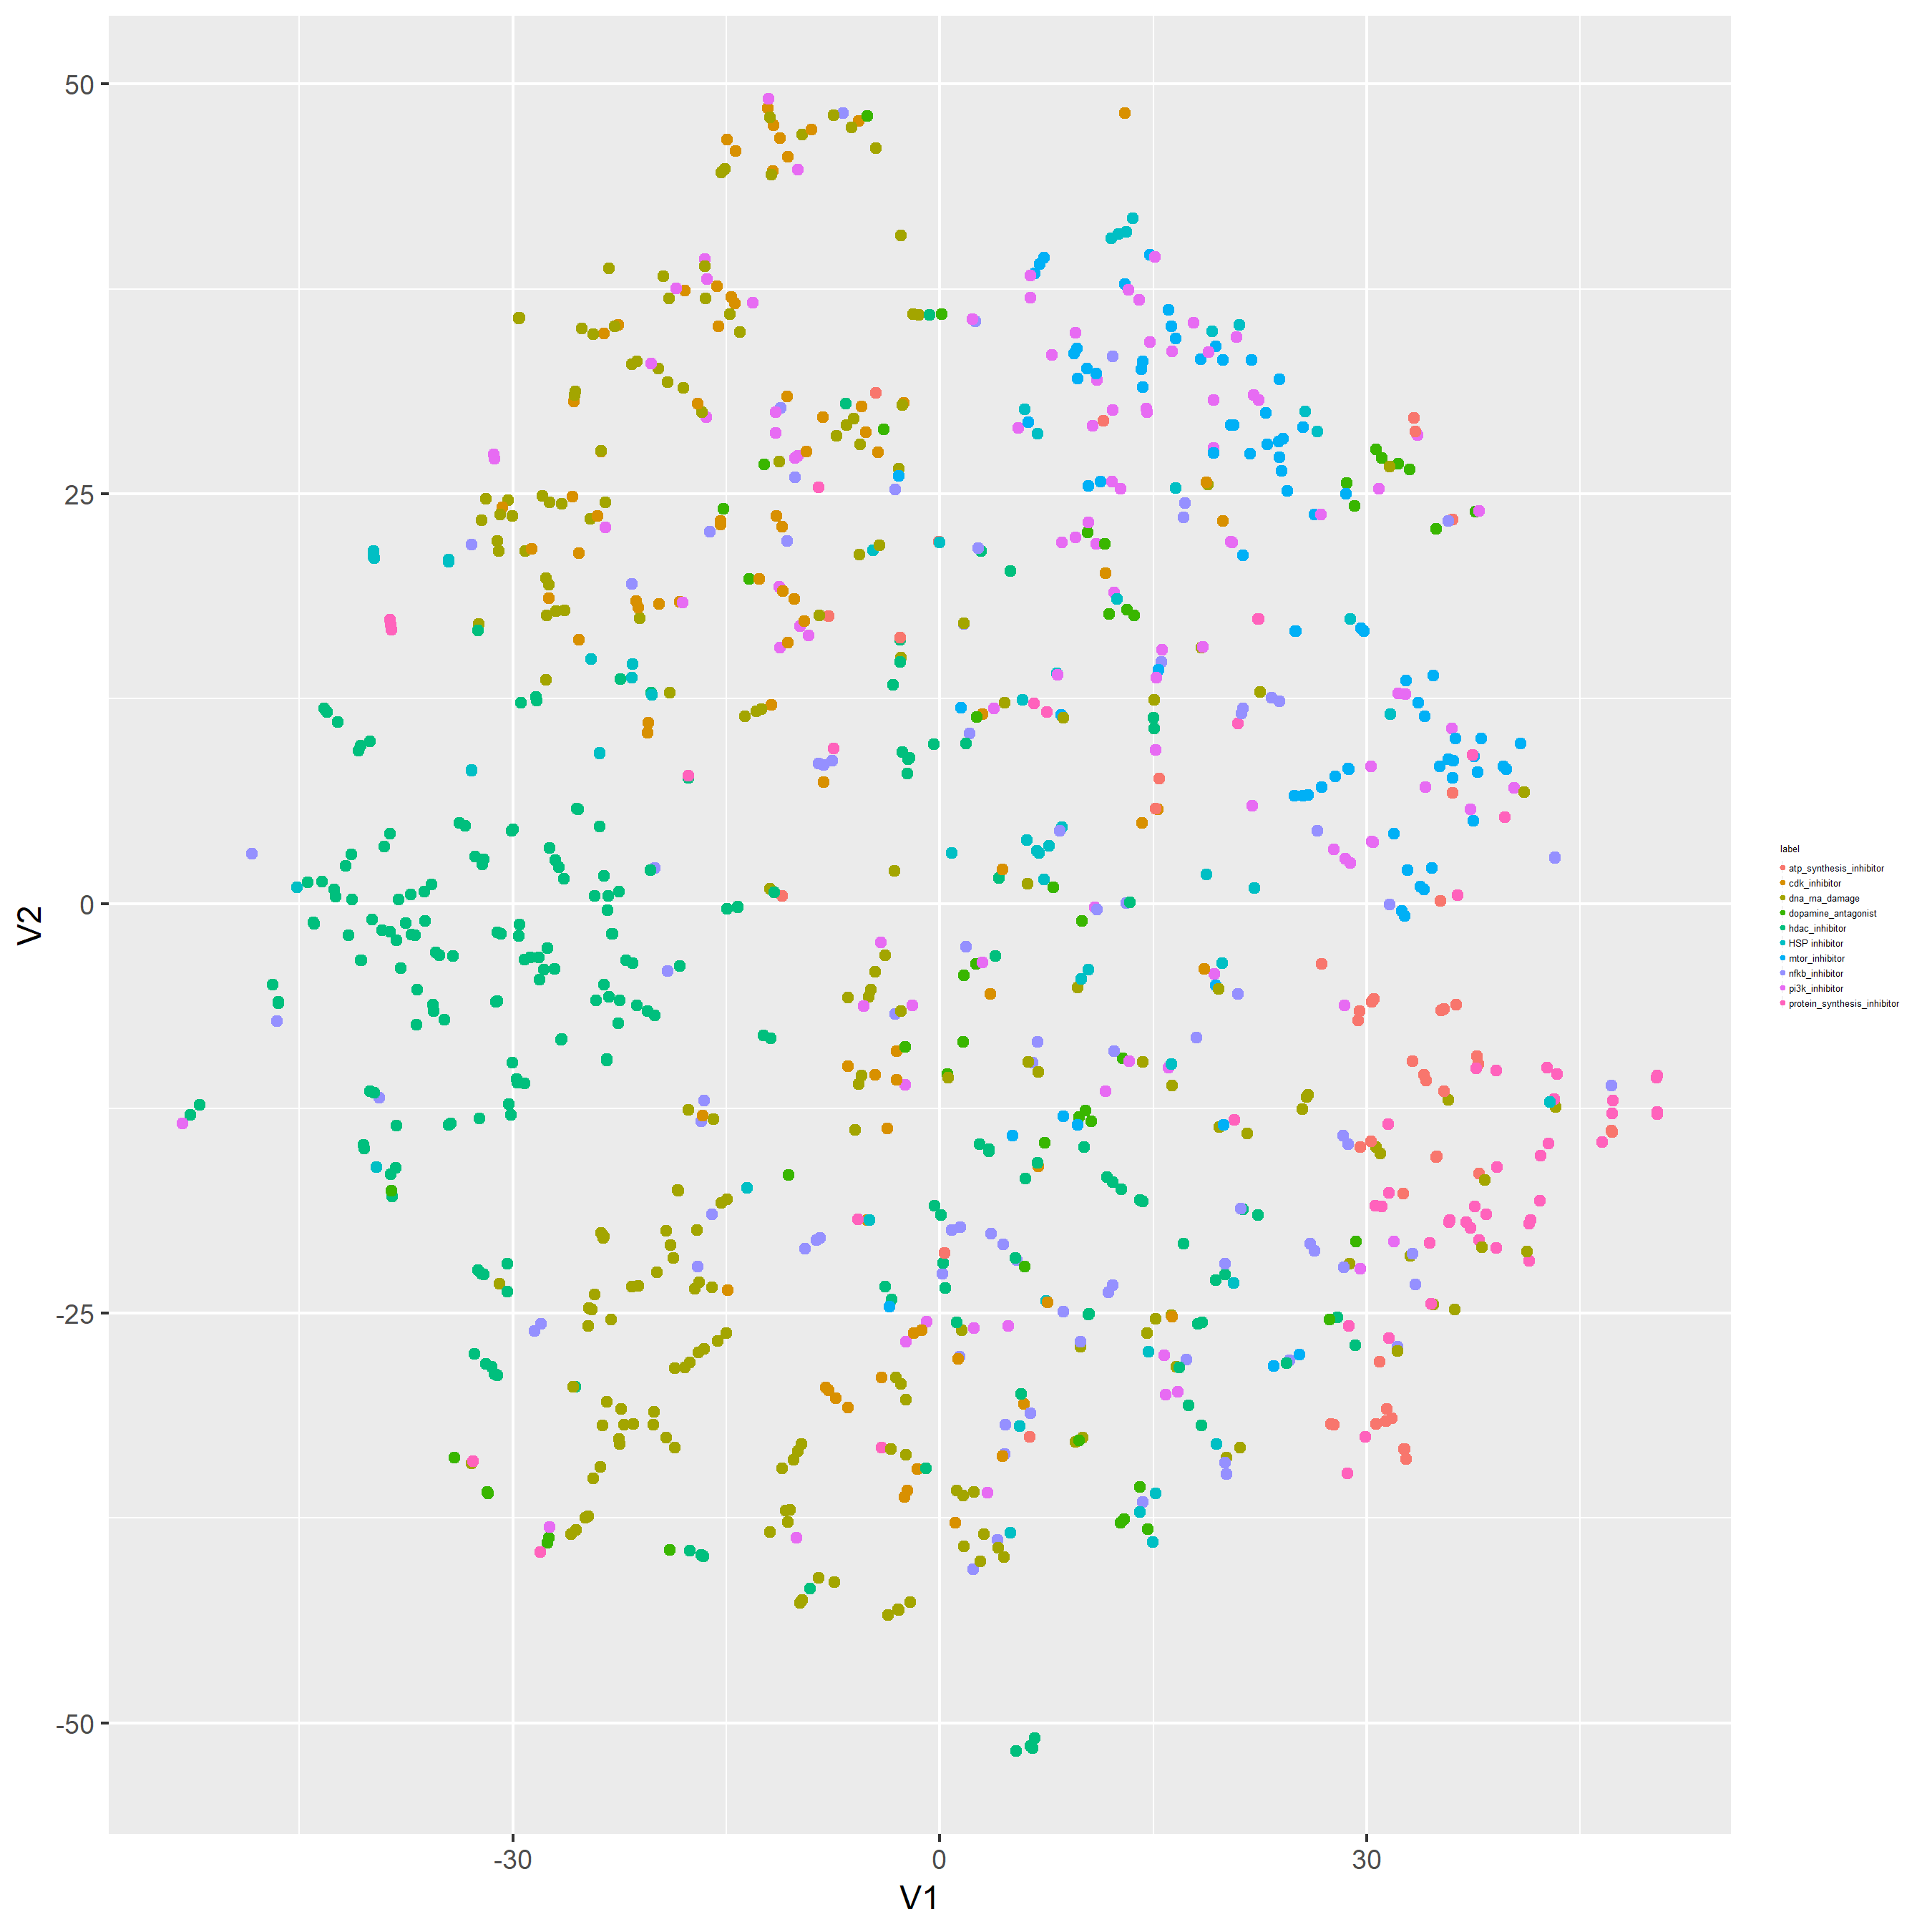 50
25
0
-25
-50
V2
-30
0
30
V1
label
atp_synthesis_inhibitor
cdk_inhibitor
dna_rna_damage
dopamine_antagonist
hdac_inhibitor
HSP inhibitor
mtor_inhibitor
nfkb_inhibitor
pi3k_inhibitor
protein_synthesis_inhibitor